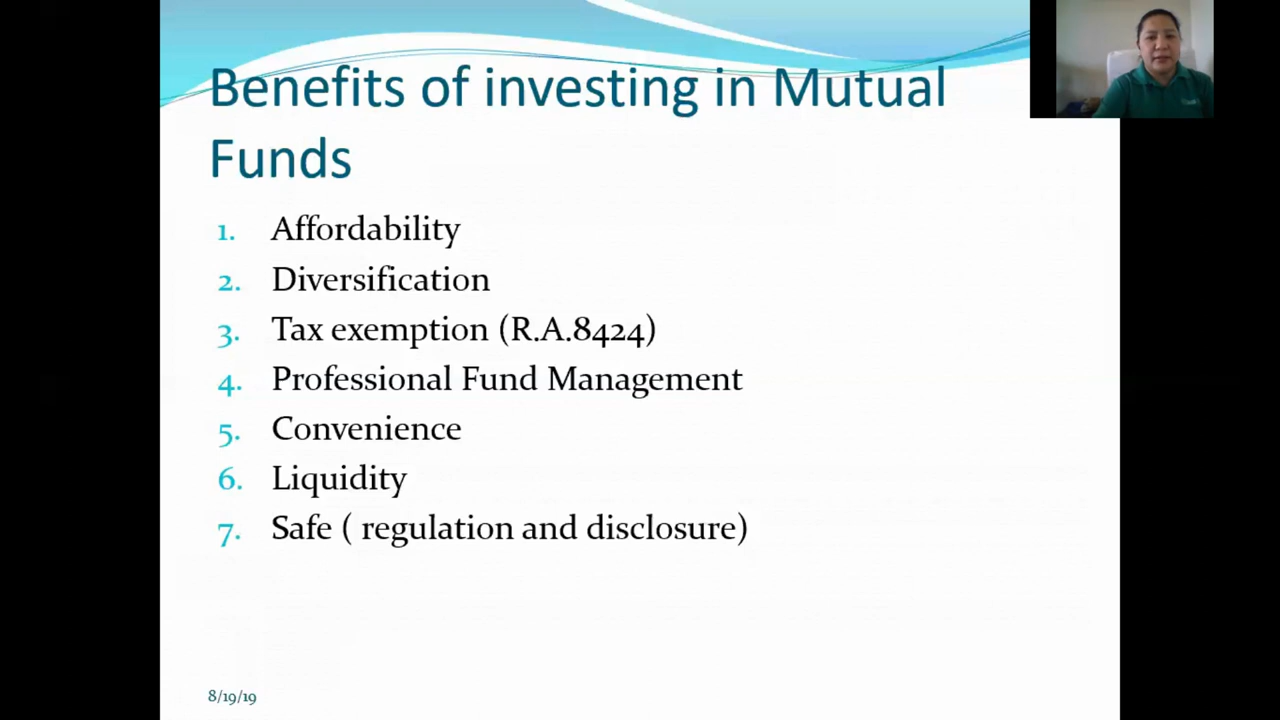 Benefits of investing in Mutual
Funds
1. Affordability
2. Diversification
3. Tax exemption (R.A.8424)
4. Professional Fund Management
5. Convenience
6. Liquidity
7. Safe ( regulation and disclosure)
8/19/19